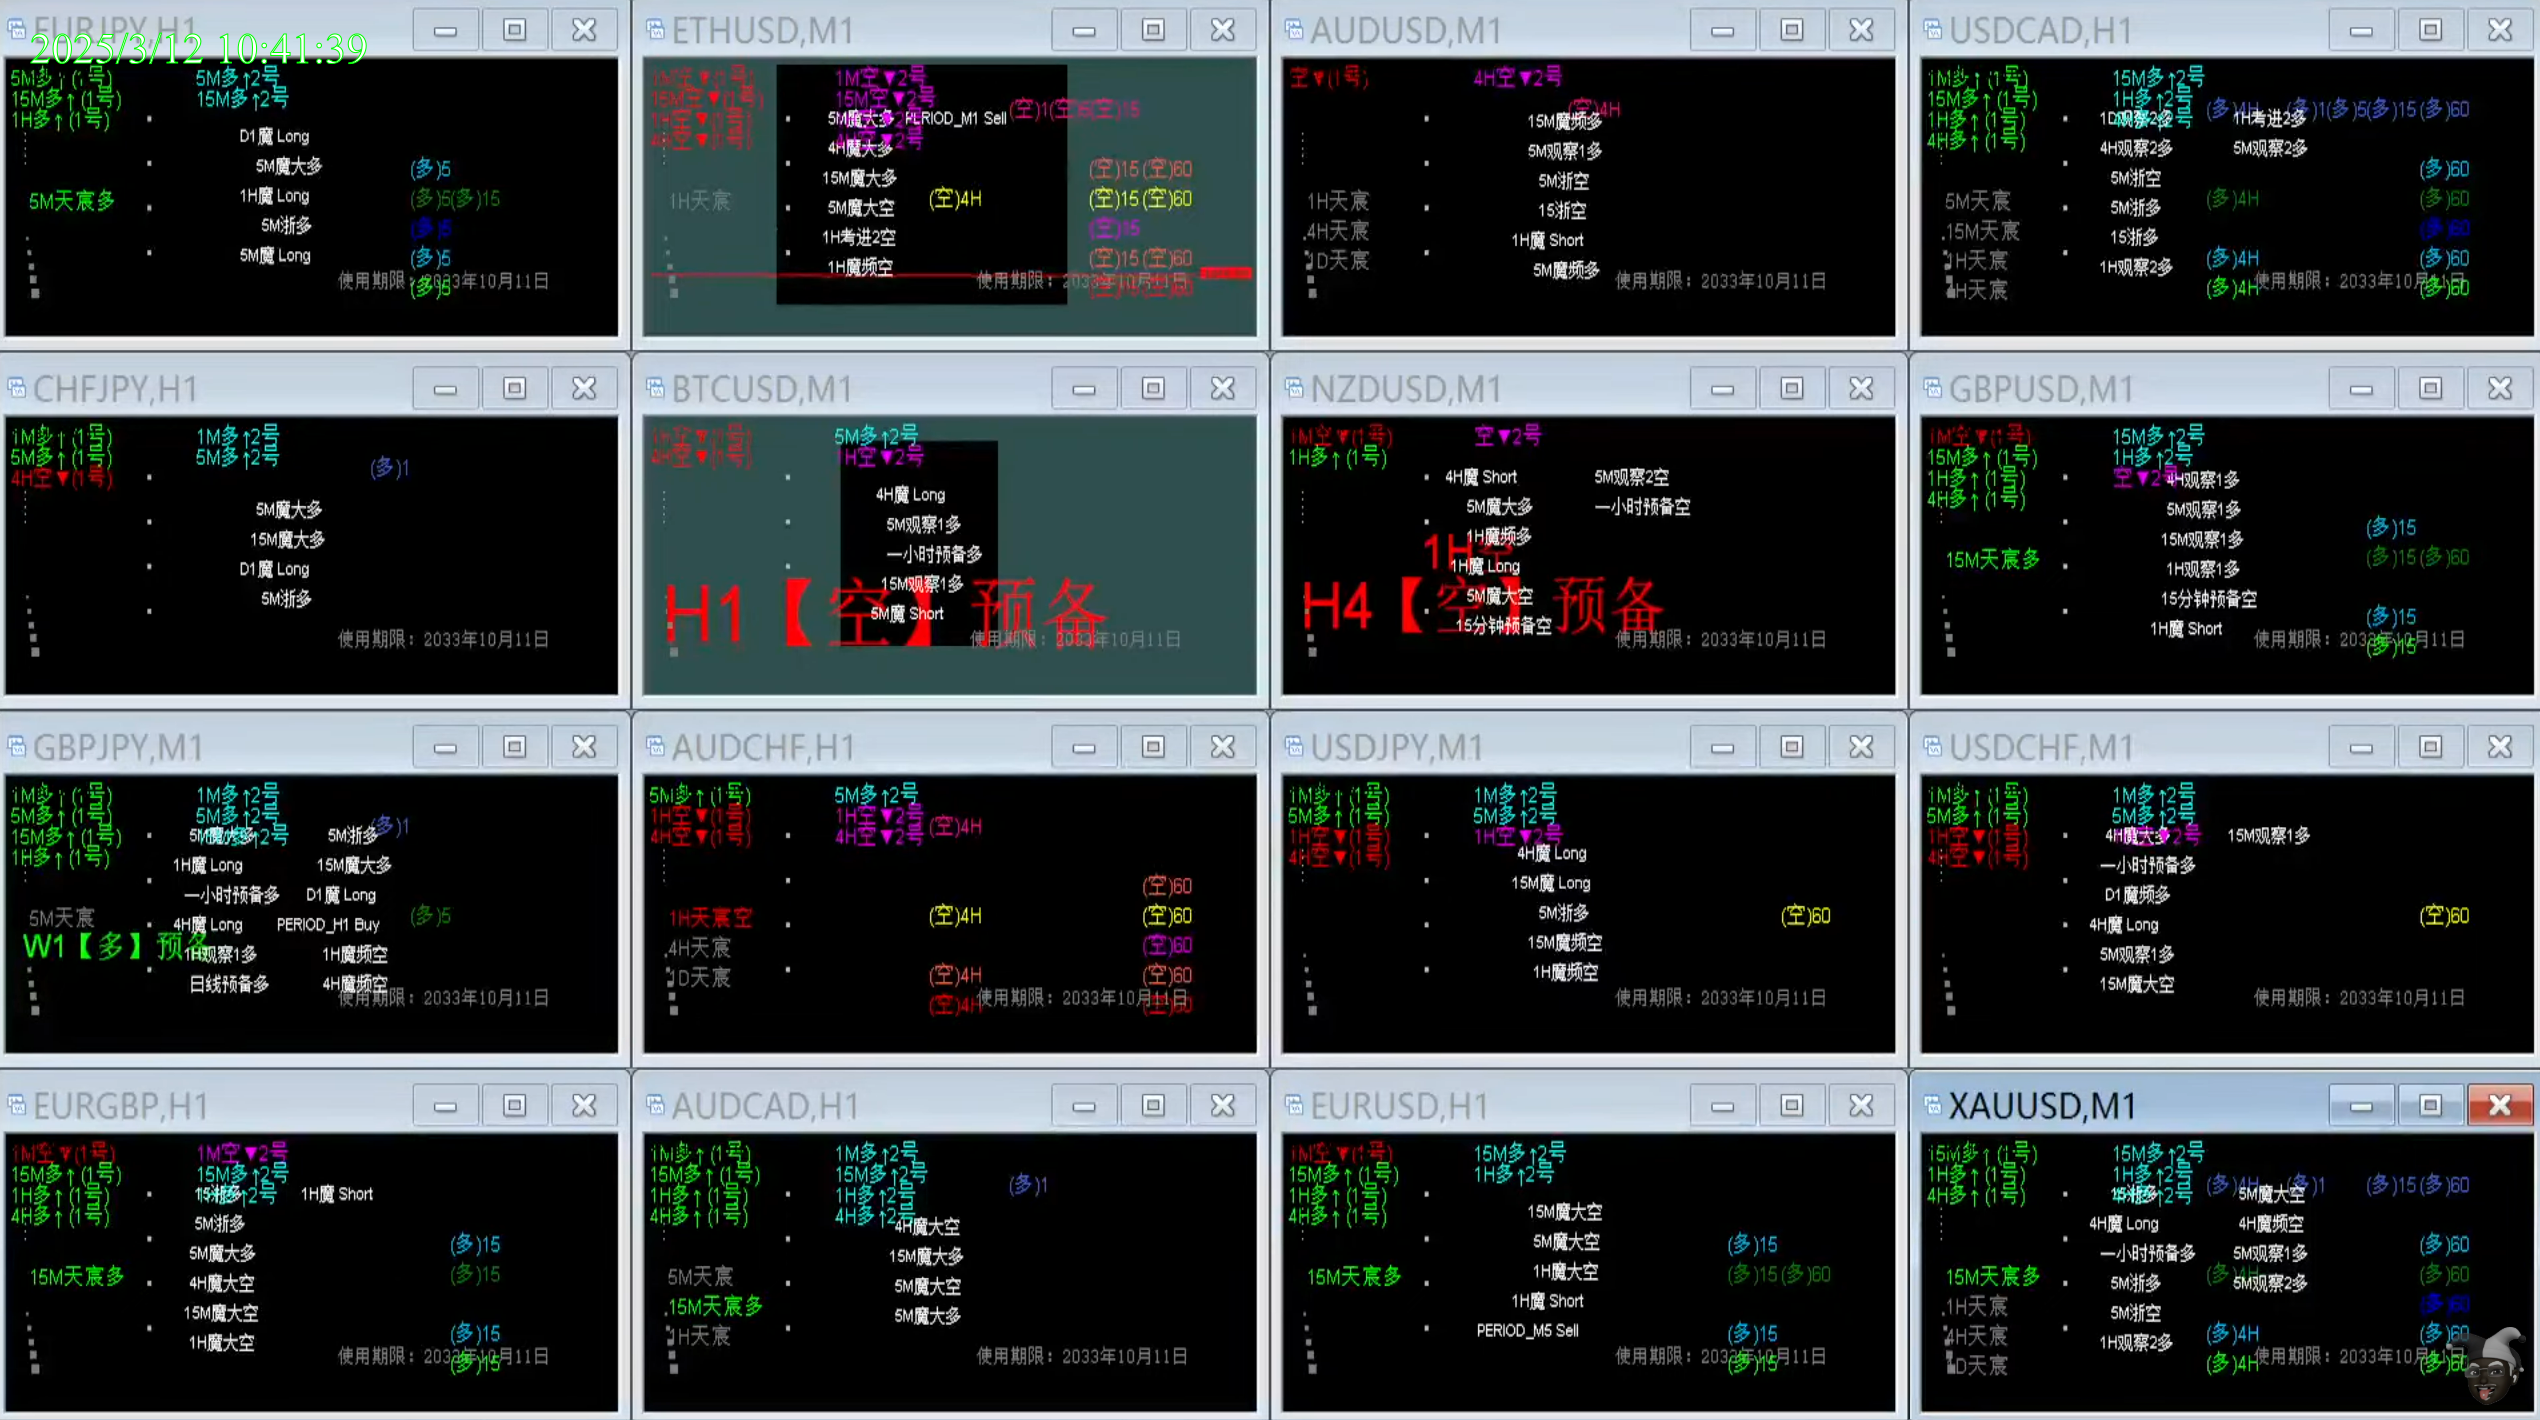 EURJPY,H1
2025/3/12 10:41:39
5M多↑(1号)
5M多↑2号
15M多↑(1号)
15M多↑2号
1H多↑(1号)
D1魔 Long
5M魔大多
(多)5
1H魔 Long
5M天宸多
(多)5(多)15
5M浙多
(多)5
5M魔 Long
(多)5
使用期限：2033年10月11日
(多)5
ETHUSD,M1
1M空▼(1号)
1M空▼2号
15M空▼(1号)
15M空▼2号
(空)1(空)5(空)15
1H空▼(1号)
5M魔大多
PERIOD_M1 Sell
4H空▼(1号)
4H空▼2号
4H魔大多
15M魔大多
(空)15(空)60
1H天宸
(空)4H
(空)15(空)60
5M魔大空
(空)15
1H考进2空
(空)15(空)60
1H魔频空
使用期限：2033年10月11日
AUDUSD,M1
空▼(1号)
4H空▼2号
(空)4H
15M魔频多
5M观察1多
5M浙空
1H天宸
15浙空
4H天宸
1H魔 Short
1D天宸
5M魔频多
使用期限：2033年10月11日
USDCAD,H1
1M多↑(1号)
15M多↑2号
15M多↑(1号)
1H多↑2号
(多)4H
(多)1(多)5(多)15(多)60
1H多↑(1号)
1D观察2多
1H考进2多
4H多↑(1号)
4H观察2多
5M观察2多
5M浙空
(多)60
5M天宸
5M浙多
(多)4H
(多)60
15M天宸
15浙多
(多)60
1H天宸
1H观察2多
(多)4H
(多)60
4H天宸
(多)4H
使用期限：2033年10月11日
(多)60
CHFJPY,H1
1M多↑(1号)
1M多↑2号
5M多↑(1号)
5M多↑2号
(多)1
4H空▼(1号)
5M魔大多
15M魔大多
D1魔 Long
5M浙多
使用期限：2033年10月11日
BTCUSD,M1
1M空▼(1号)
5M多↑2号
4H空▼(1号)
1H空▼2号
4H魔 Long
5M观察1多
一小时预备多
15M观察1多
H1【空】预备
5M魔 Short
使用期限：2033年10月11日
NZDUSD,M1
1M空▼(1号)
空▼2号
1H多↑(1号)
4H魔 Short
5M观察2空
5M魔大多
一小时预备空
1H魔频多
1H空
1H魔 Long
5M魔大空
H4【空】预备
15分钟预备空
使用期限：2033年10月11日
GBPUSD,M1
1M空▼(1号)
15M多↑2号
15M多↑(1号)
1H多↑2号
1H多↑(1号)
空▼2号
4H观察1多
4H多↑(1号)
5M观察1多
(多)15
15M观察1多
15M天宸多
(多)15(多)60
1H观察1多
15分钟预备空
(多)15
1H魔 Short
使用期限：2033年10月11日
(多)15
GBPJPY,M1
1M多↑(1号)
1M多↑2号
5M多↑(1号)
5M多↑2号
(多)1
15M多↑(1号)
5M魔大多
5M浙多
1H多↑(1号)
1H魔 Long
15M魔大多
一小时预备多
D1魔 Long
5M天宸
4H魔 Long
PERIOD_H1 Buy
(多)5
W1【多】预备
1H观察1多
1H魔频空
日线预备多
4H魔频空
使用期限：2033年10月11日
AUDCHF,H1
5M多↑(1号)
5M多↑2号
1H空▼(1号)
1H空▼2号
(空)4H
4H空▼(1号)
4H空▼2号
(空)60
1H天宸空
(空)4H
(空)60
4H天宸
(空)60
1D天宸
(空)4H
(空)60
(空)4H
使用期限：2033年10月11日
(空)60
USDJPY,M1
1M多↑(1号)
1M多↑2号
5M多↑(1号)
5M多↑2号
1H空▼(1号)
1H空▼2号
4H空▼(1号)
4H魔 Long
15M魔 Long
5M浙多
(空)60
15M魔频空
1H魔频空
使用期限：2033年10月11日
USDCHF,M1
1M多↑(1号)
1M多↑2号
5M多↑(1号)
5M多↑2号
1H空▼(1号)
4H魔大多
15M观察1多
4H空▼(1号)
一小时预备多
D1魔频多
4H魔 Long
(空)60
5M观察1多
15M魔大空
使用期限：2033年10月11日
EURGBP,H1
1M空▼(1号)
1M空▼2号
15M多↑(1号)
15M多↑2号
1H多↑(1号)
15浙多
1H魔 Short
4H多↑(1号)
5M浙多
5M魔大多
(多)15
15M天宸多
4H魔大空
(多)15
15M魔大空
1H魔大空
(多)15
使用期限：2033年10月11日
(多)15
AUDCAD,H1
1M多↑(1号)
1M多↑2号
15M多↑(1号)
15M多↑2号
(多)1
1H多↑(1号)
1H多↑2号
4H多↑(1号)
4H多↑2号
4H魔大空
15M魔大多
5M天宸
5M魔大空
15M天宸多
5M魔大多
1H天宸
使用期限：2033年10月11日
EURUSD,H1
1M空▼(1号)
15M多↑2号
15M多↑(1号)
1H多↑2号
1H多↑(1号)
4H多↑(1号)
15M魔大空
5M魔大空
(多)15
15M天宸多
1H魔大空
(多)15(多)60
1H魔 Short
PERIOD_M5 Sell
(多)15
使用期限：2033年10月11日
(多)15
XAUUSD,M1
15M多↑(1号)
15M多↑2号
1H多↑(1号)
1H多↑2号
(多)4H
(多)1
(多)15(多)60
4H多↑(1号)
15浙多
5M魔大空
4H魔 Long
4H魔频空
一小时预备多
5M观察1多
(多)60
15M天宸多
5M浙多
(多)4H
5M观察2多
(多)60
1H天宸
5M浙空
(多)60
4H天宸
1H观察2多
(多)4H
(多)60
1D天宸
(多)4H
使用期限：2033年10月11日
(多)60